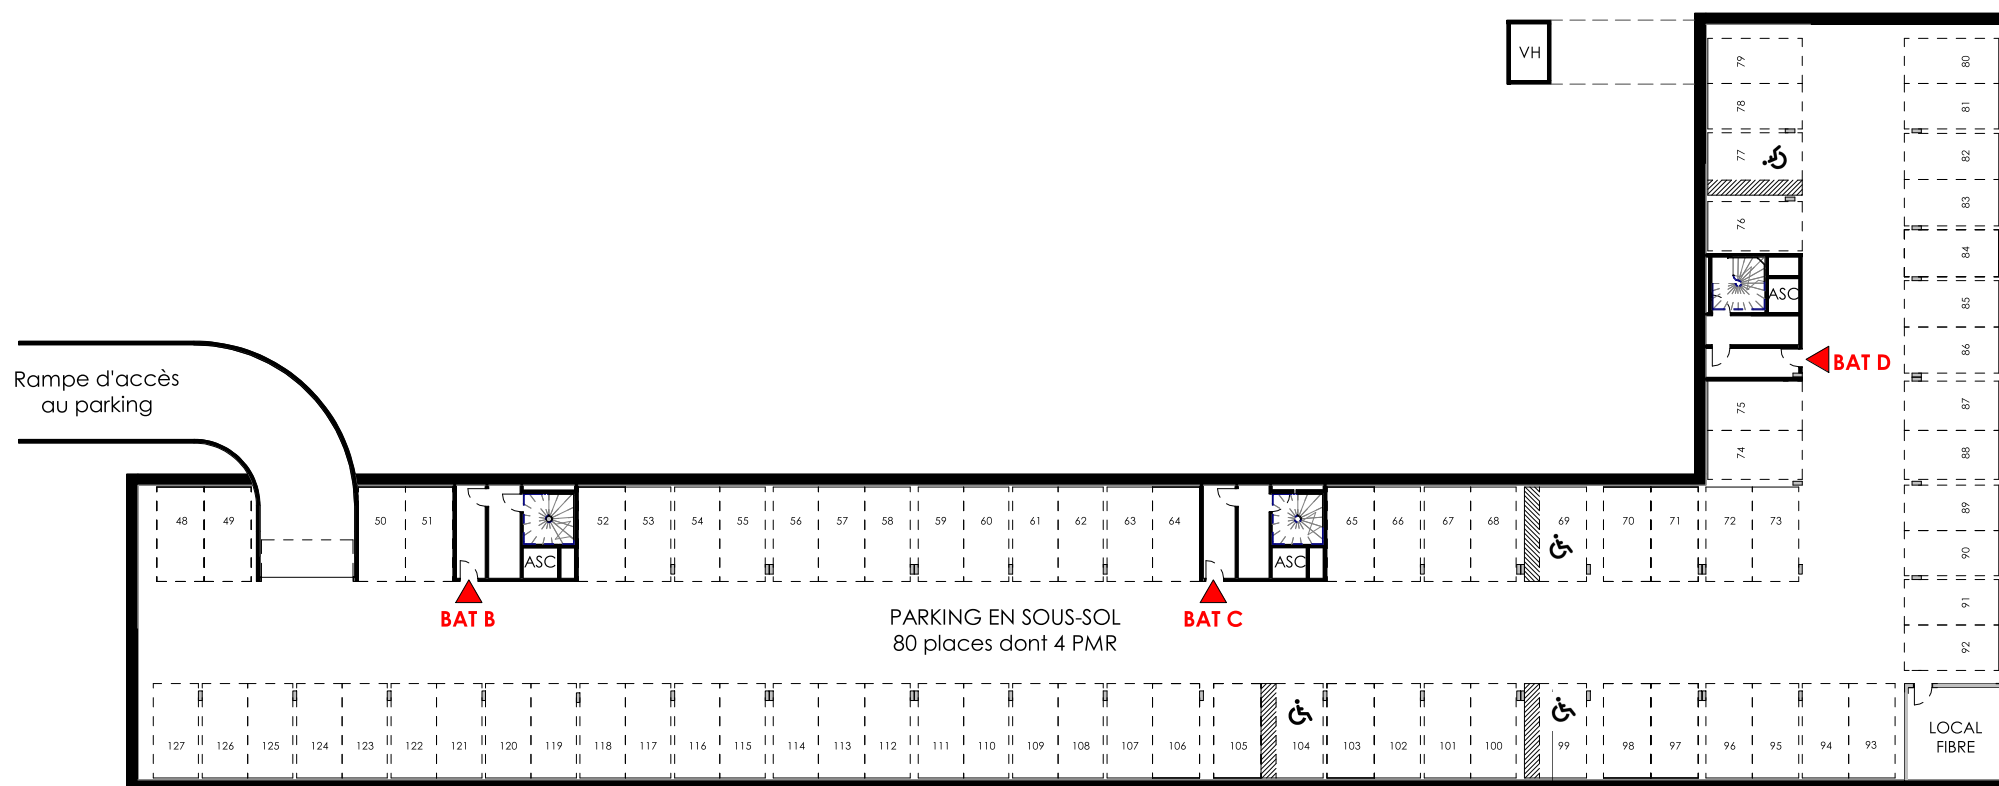 VH
79
80
78
81
77
82
83
76
84
ASC
85
86
BAT D
Rampe d'accès
au parking
75
87
74
88
48 49 50 51 52 53 54 55 56 57 58 59 60 61 62 63 64 65 66 67 68 69 70 71 72 73
89
90
ASC ASC
91
BAT B BAT C
PARKING EN SOUS-SOL
80 places dont 4 PMR
92
127 126 125 124 123 122 121 120 119 118 117 116 115 114 113 112 111 110 109 108 107 106 105 104 103 102 101 100 99 98 97 96 95 94 93
LOCAL
FIBRE